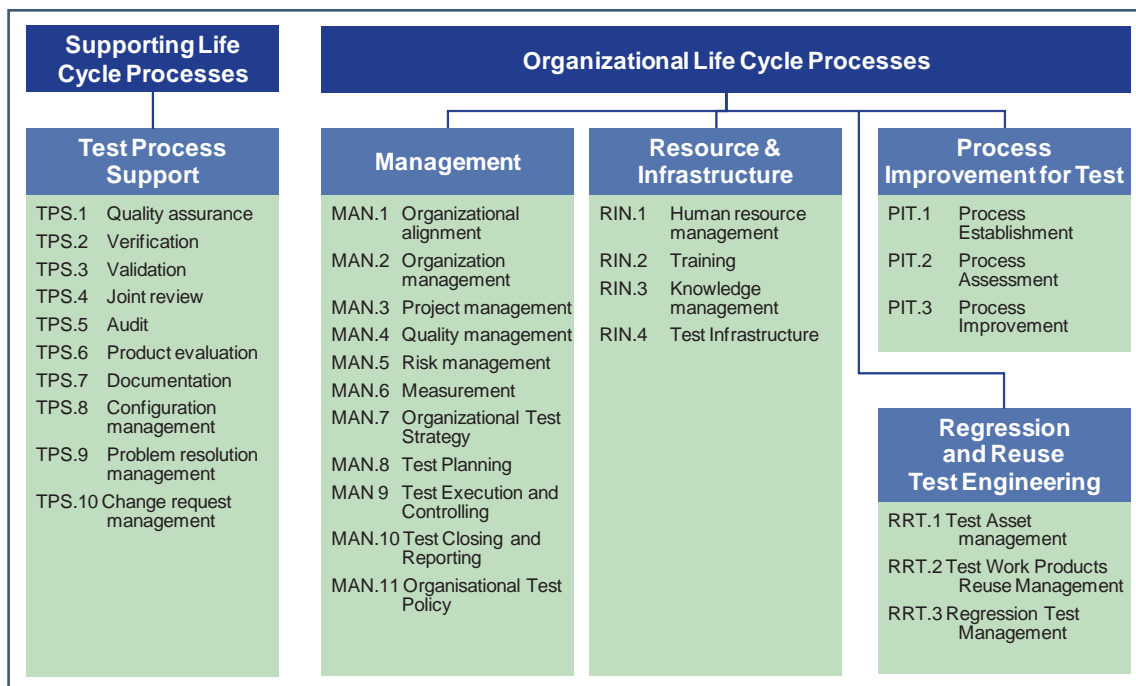 Supporting Life
Cycle Processes
Organizational Life Cycle Processes
Test Process
Support
TPS.1 Quality assurance
TPS.2 Verification
TPS.3 Validation
TPS.4 Joint review
TPS.5 Audit
TPS.6 Product evaluation
TPS.7 Documentation
TPS.8 Configuration
management
TPS.9 Problem resolution
management
TPS.10 Change request
management
Management
MAN.1 Organizational
alignment
MAN.2 Organization
management
MAN.3 Project management
MAN.4 Quality management
MAN.5 Risk management
MAN.6 Measurement
MAN.7 Organizational Test
Strategy
MAN.8 Test Planning
MAN 9 Test Execution and
Controlling
MAN.10 Test Closing and
Reporting
MAN.11 Organisational Test
Policy
Resource &
Infrastructure
RIN.1 Human resource
management
RIN.2 Training
RIN.3 Knowledge
management
RIN.4 Test Infrastructure
Process
Improvement for Test
PIT.1 Process
Establishment
PIT.2 Process
Assessment
PIT.3 Process
Improvement
Regression
and Reuse
Test Engineering
RRT.1 Test Asset
management
RRT.2 Test Work Products
Reuse Management
RRT.3 Regression Test
Management